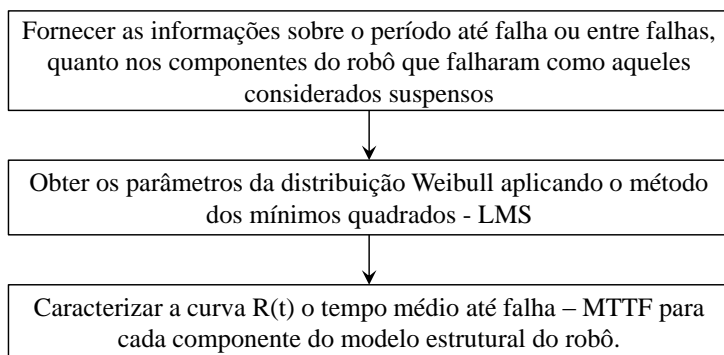 Fornecer as informações sobre o período até falha ou entre falhas,
quanto nos componentes do robô que falharam como aqueles
considerados suspensos
Obter os parâmetros da distribuição Weibull aplicando o método
dos mínimos quadrados - LMS
Caracterizar a curva R(t) o tempo médio até falha – MTTF para
cada componente do modelo estrutural do robô.